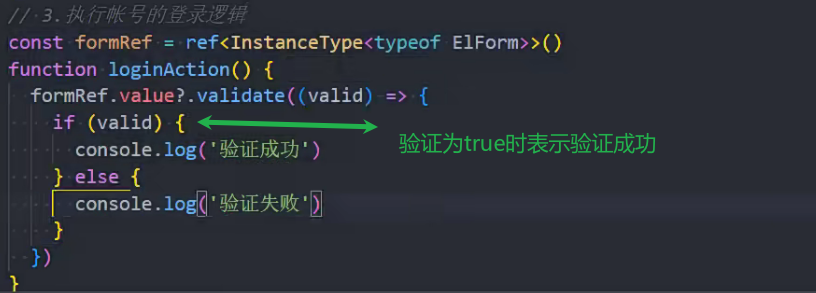 // 3.执行帐号的登录逻辑
const formRef = ref<InstanceType<typeof ElForm>>()
function loginAction() {
formRef.value?.validate((valid) => {
if (valid) {
验证为true时表示验证成功
console.log('验证成功')
} else {
console.log('验证失败')
}
})
}